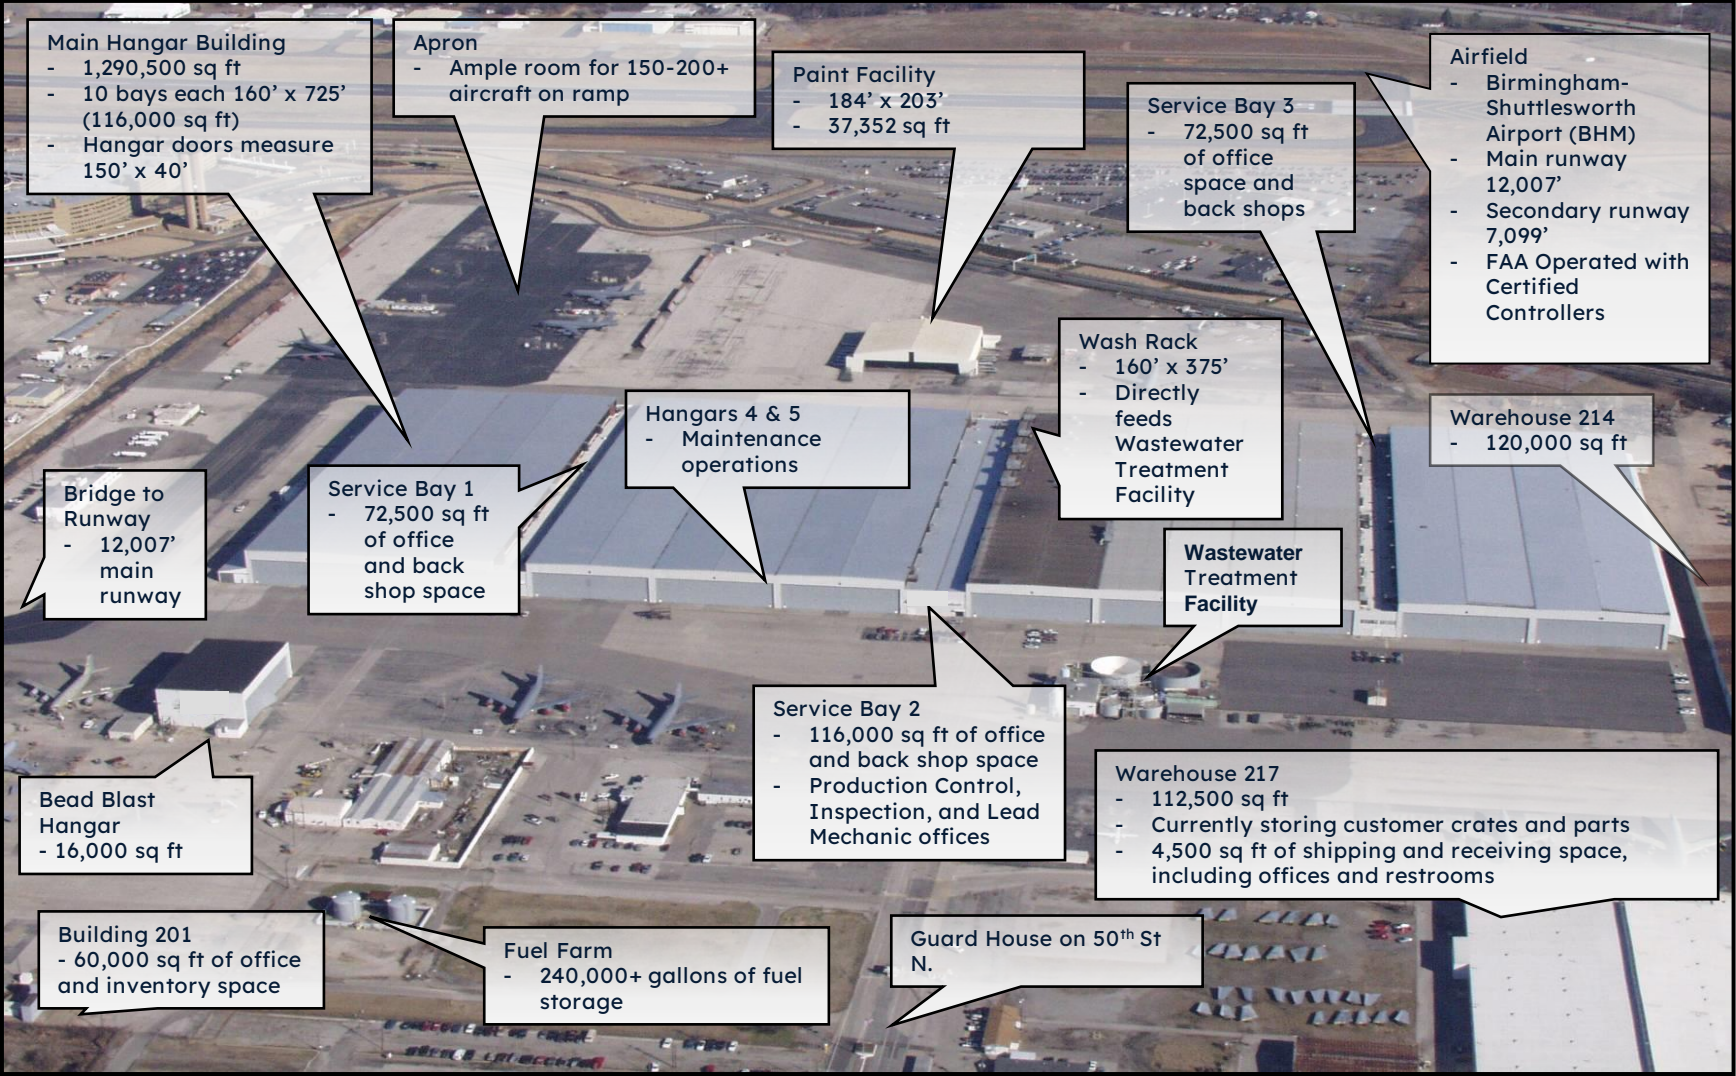 Main Hangar Building
- 1,290,500 sq ft
- 10 bays each 160’ x 725’
(116,000 sq ft)
- Hangar doors measure
150’ x 40’
Apron
- Ample room for 150-200+
aircraft on ramp
Paint Facility
- 184’ x 203’
- 37,352 sq ft
Service Bay 3
- 72,500 sq ft
of office
space and
back shops
Airfield
- Birmingham-
Shuttlesworth
Airport (BHM)
- Main runway
12,007’
- Secondary runway
7,099’
- FAA Operated with
Certified
Controllers
Wash Rack
- 160’ x 375’
- Directly
feeds
Wastewater
Treatment
Facility
Hangars 4 & 5
- Maintenance
operations
Warehouse 214
- 120,000 sq ft
Bridge to
Runway
- 12,007’
main
runway
Service Bay 1
- 72,500 sq ft
of office
and back
shop space
Wastewater
Treatment
Facility
Service Bay 2
- 116,000 sq ft of office
and back shop space
- Production Control,
Inspection, and Lead
Mechanic offices
Warehouse 217
- 112,500 sq ft
- Currently storing customer crates and parts
- 4,500 sq ft of shipping and receiving space,
including offices and restrooms
Bead Blast
Hangar
- 16,000 sq ft
Building 201
- 60,000 sq ft of office
and inventory space
Fuel Farm
- 240,000+ gallons of fuel
storage
Guard House on 50th St
N.